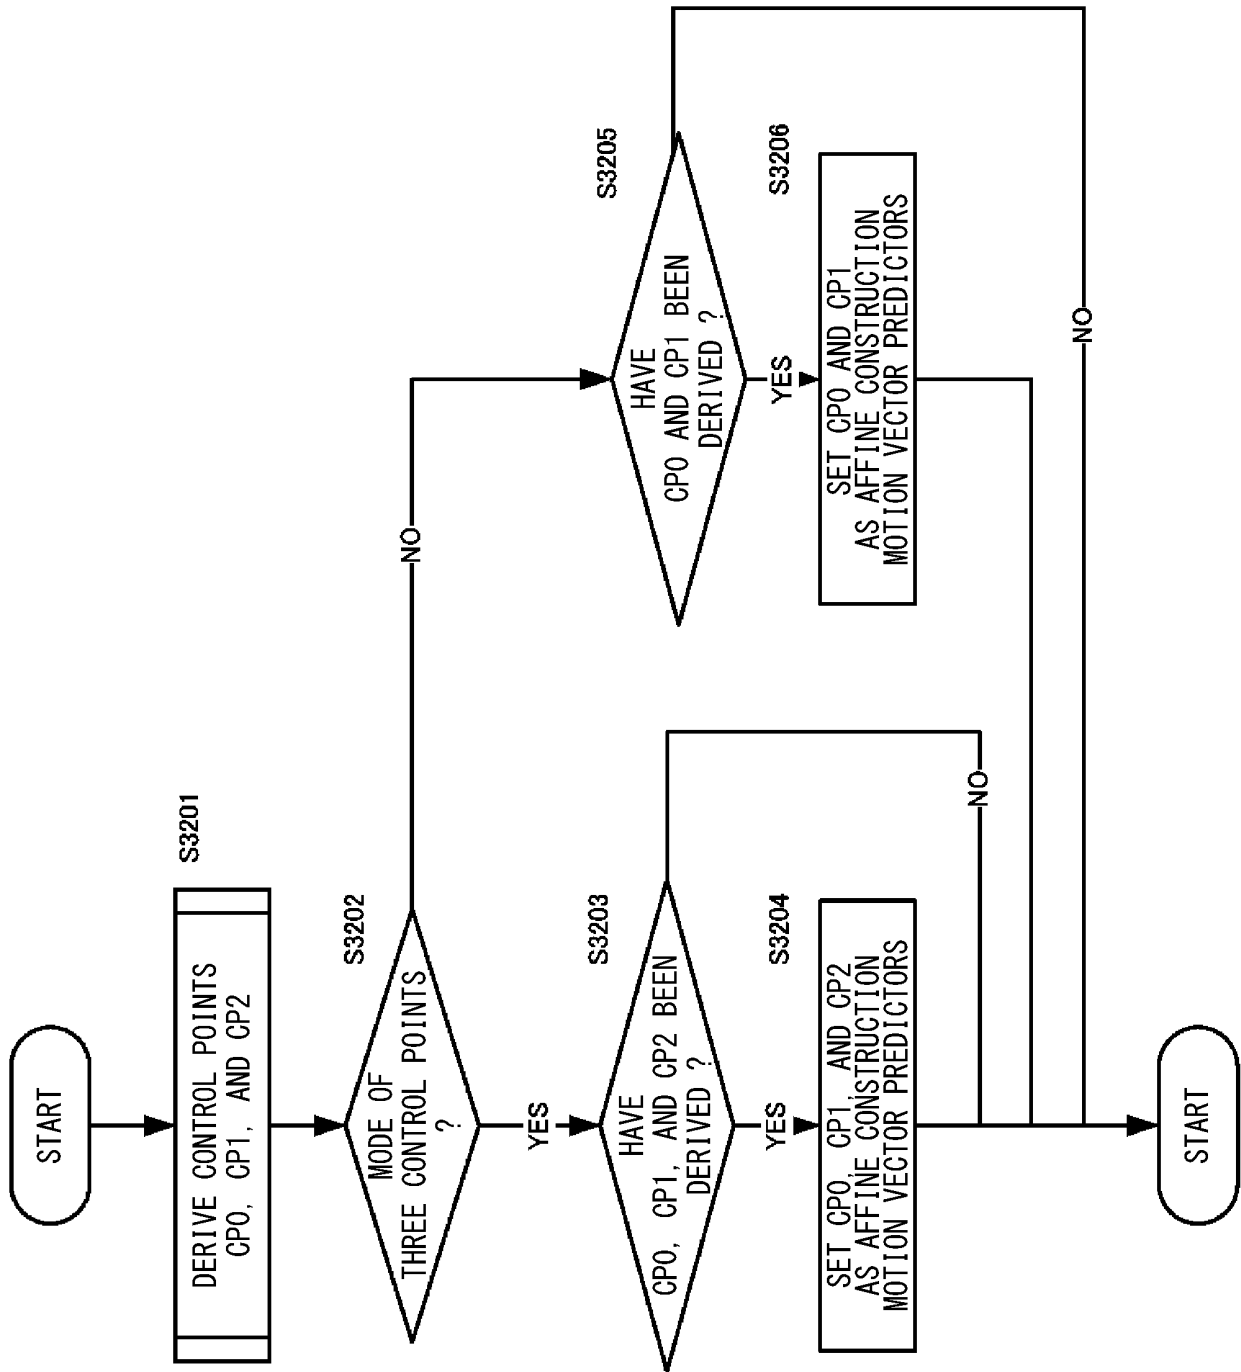 START
S3201
DERIVE CONTROL POINTS
CP0, CP1, AND CP2
S3202
MODE OF
THREE CONTROL POINTS
?
NO
YES
S3203
HAVE
CP0, CP1, AND CP2 BEEN
DERIVED ?
NO
YES
S3204
SET CP0, CP1, AND CP2
AS AFFINE CONSTRUCTION
MOTION VECTOR PREDICTORS
S3205
HAVE
CP0 AND CP1 BEEN
DERIVED ?
NO
YES
S3206
SET CP0 AND CP1
AS AFFINE CONSTRUCTION
MOTION VECTOR PREDICTORS
START